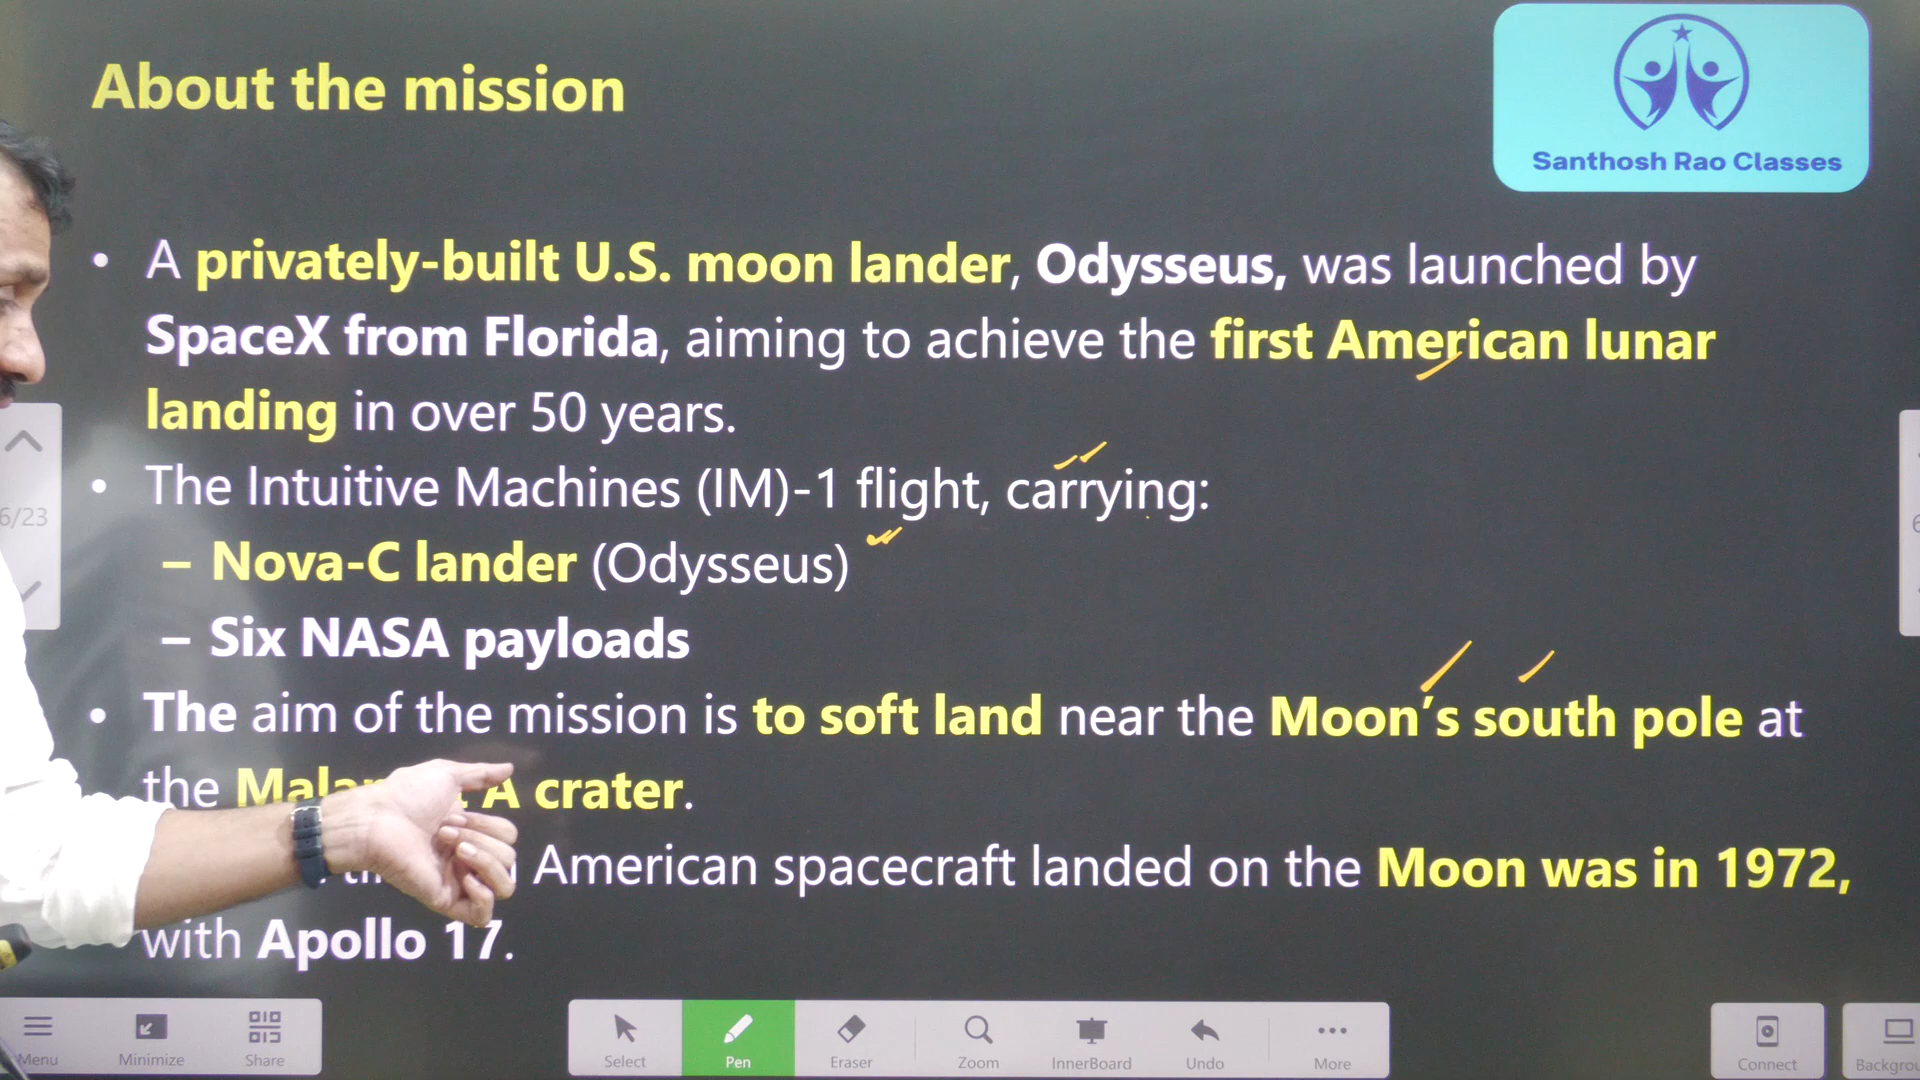 About the mission
Santhosh Rao Classes
• A privately-built U.S. moon lander, Odysseus, was launched by
SpaceX from Florida, aiming to achieve the first American lunar
landing in over 50 years.
• The Intuitive Machines (IM)-1 flight, carrying:
– Nova-C lander (Odysseus)
– Six NASA payloads
• The aim of the mission is to soft land near the Moon's south pole at
the A crater.
American spacecraft landed on the Moon was in 1972,
with Apollo 17.
6/23
Menu Minimize Share Select Pen Eraser Zoom InnerBoard Undo More Connect